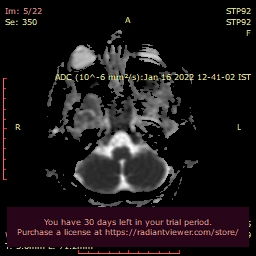 Im: 5/22
Se: 350
A
STP92
STP92
F
ADC (10^-6 mm²/s):Jan 16 2022 12-41-02 IST
R
L
You have 30 days left in your trial period.
Purchase a license at https://radiantviewer.com/store/